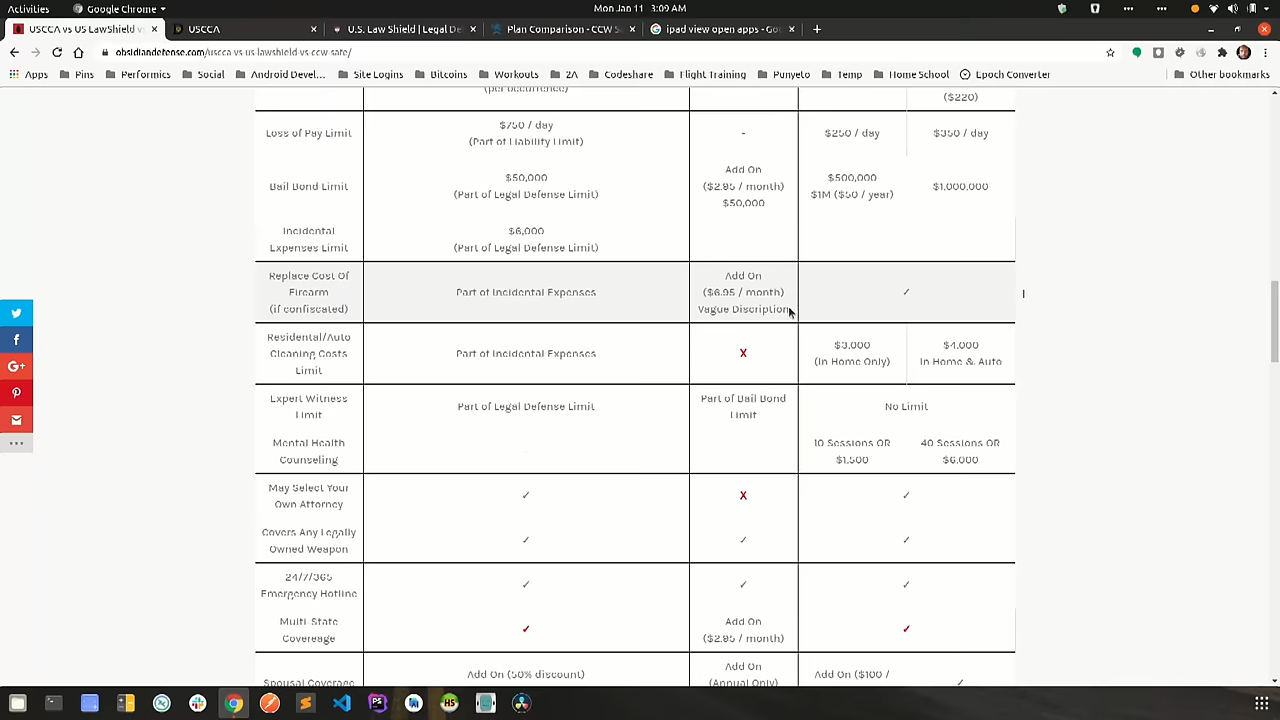 Activities
Google Chrome
Mon Jan 11 3:09 AM
USCCA vs US LawShield v
USCCA
U.S. Law Shield | Legal De
Plan Comparison - CCW S
ipad view open apps - Goo
obsidiandefense.com/uscca-vs-us-lawshield-vs-ccw-safe/
Apps Pins Performics Social Android Devel... Site Logins Bitcoins Workouts 2A Codeshare Flight Training Punyeto Temp Home School Epoch Converter Other bookmarks
(per occurrence)
($220)
Loss of Pay Limit
$750 / day
(Part of Liability Limit)
-
$250 / day
$350 / day
Bail Bond Limit
$50,000
(Part of Legal Defense Limit)
Add On
($2.95 / month)
$50,000
$500,000
$1M ($50 / year)
$1,000,000
Incidental
Expenses Limit
$6,000
(Part of Legal Defense Limit)
Replace Cost Of
Firearm
(if confiscated)
Part of Incidental Expenses
Add On
($6.95 / month)
Vague Discription
✓
Residental/Auto
Cleaning Costs
Limit
Part of Incidental Expenses
X
$3,000
(In Home Only)
$4,000
In Home & Auto
Expert Witness
Limit
Part of Legal Defense Limit
Part of Bail Bond
Limit
No Limit
Mental Health
Counseling
10 Sessions OR
$1,500
40 Sessions OR
$6,000
May Select Your
Own Attorney
✓
X
✓
Covers Any Legally
Owned Weapon
✓
✓
✓
24/7/365
Emergency Hotline
✓
✓
✓
Multi-State
Covereage
✓
Add On
($2.95 / month)
✓
Spousal Coverage
Add On (50% discount)
Add On
(Annual Only)
Add On ($100 /
✓